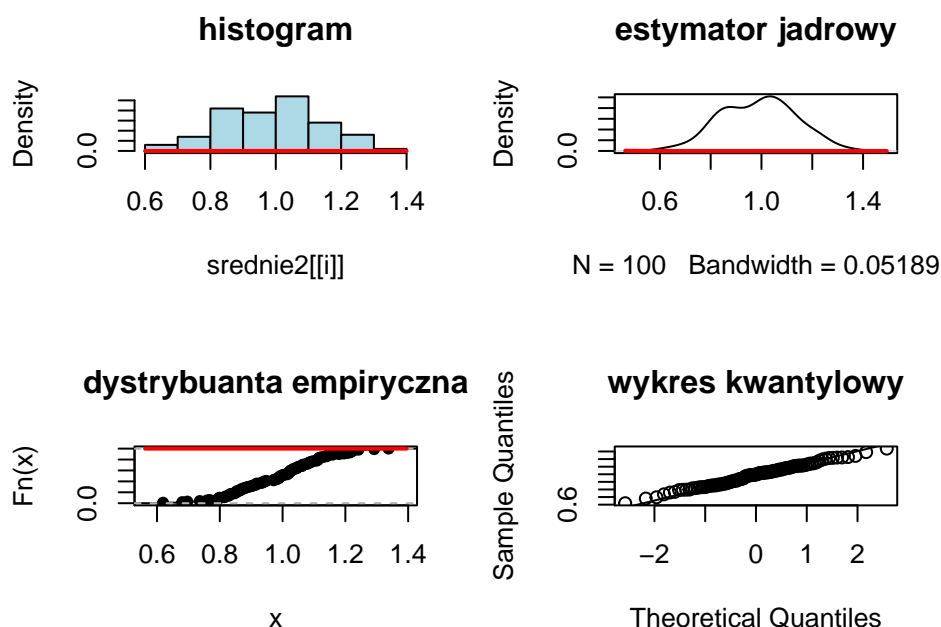 histogram
Density
0.0
0.6 0.8 1.0 1.2 1.4
srednie2[[i]]
estymator jadrowy
Density
0.0
0.6 1.0 1.4
N = 100 Bandwidth = 0.05189
dystrybuanta empiryczna
Fn(x)
0.0
0.6 0.8 1.0 1.2 1.4
x
wykres kwantylowy
Sample Quantiles
0.6
−2 0 1 2
Theoretical Quantiles